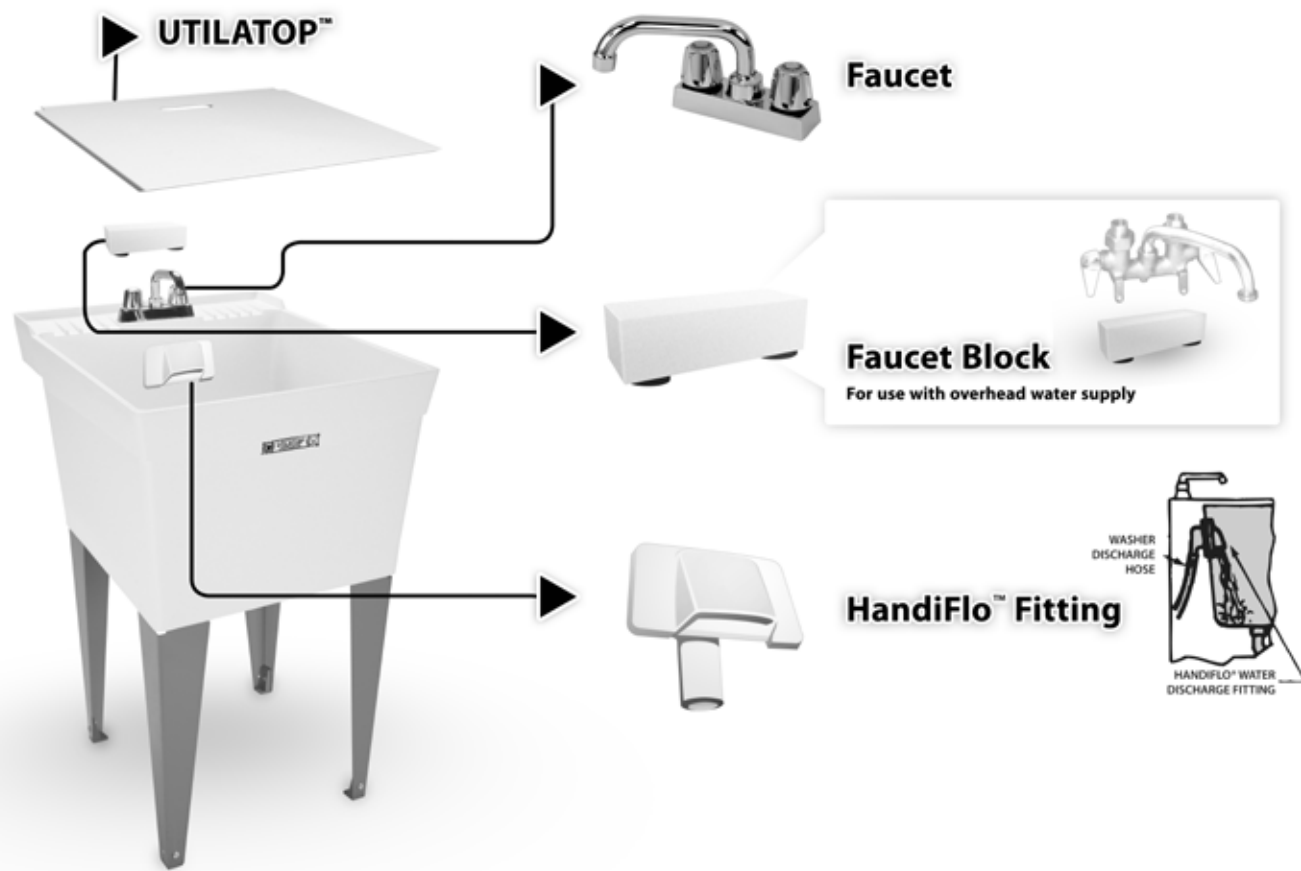 UTILATOP™
Faucet
Faucet Block
For use with overhead water supply
WASHER
DISCHARGE
HOSE
HandiFlo™ Fitting
HANDIFLO® WATER
DISCHARGE FITTING